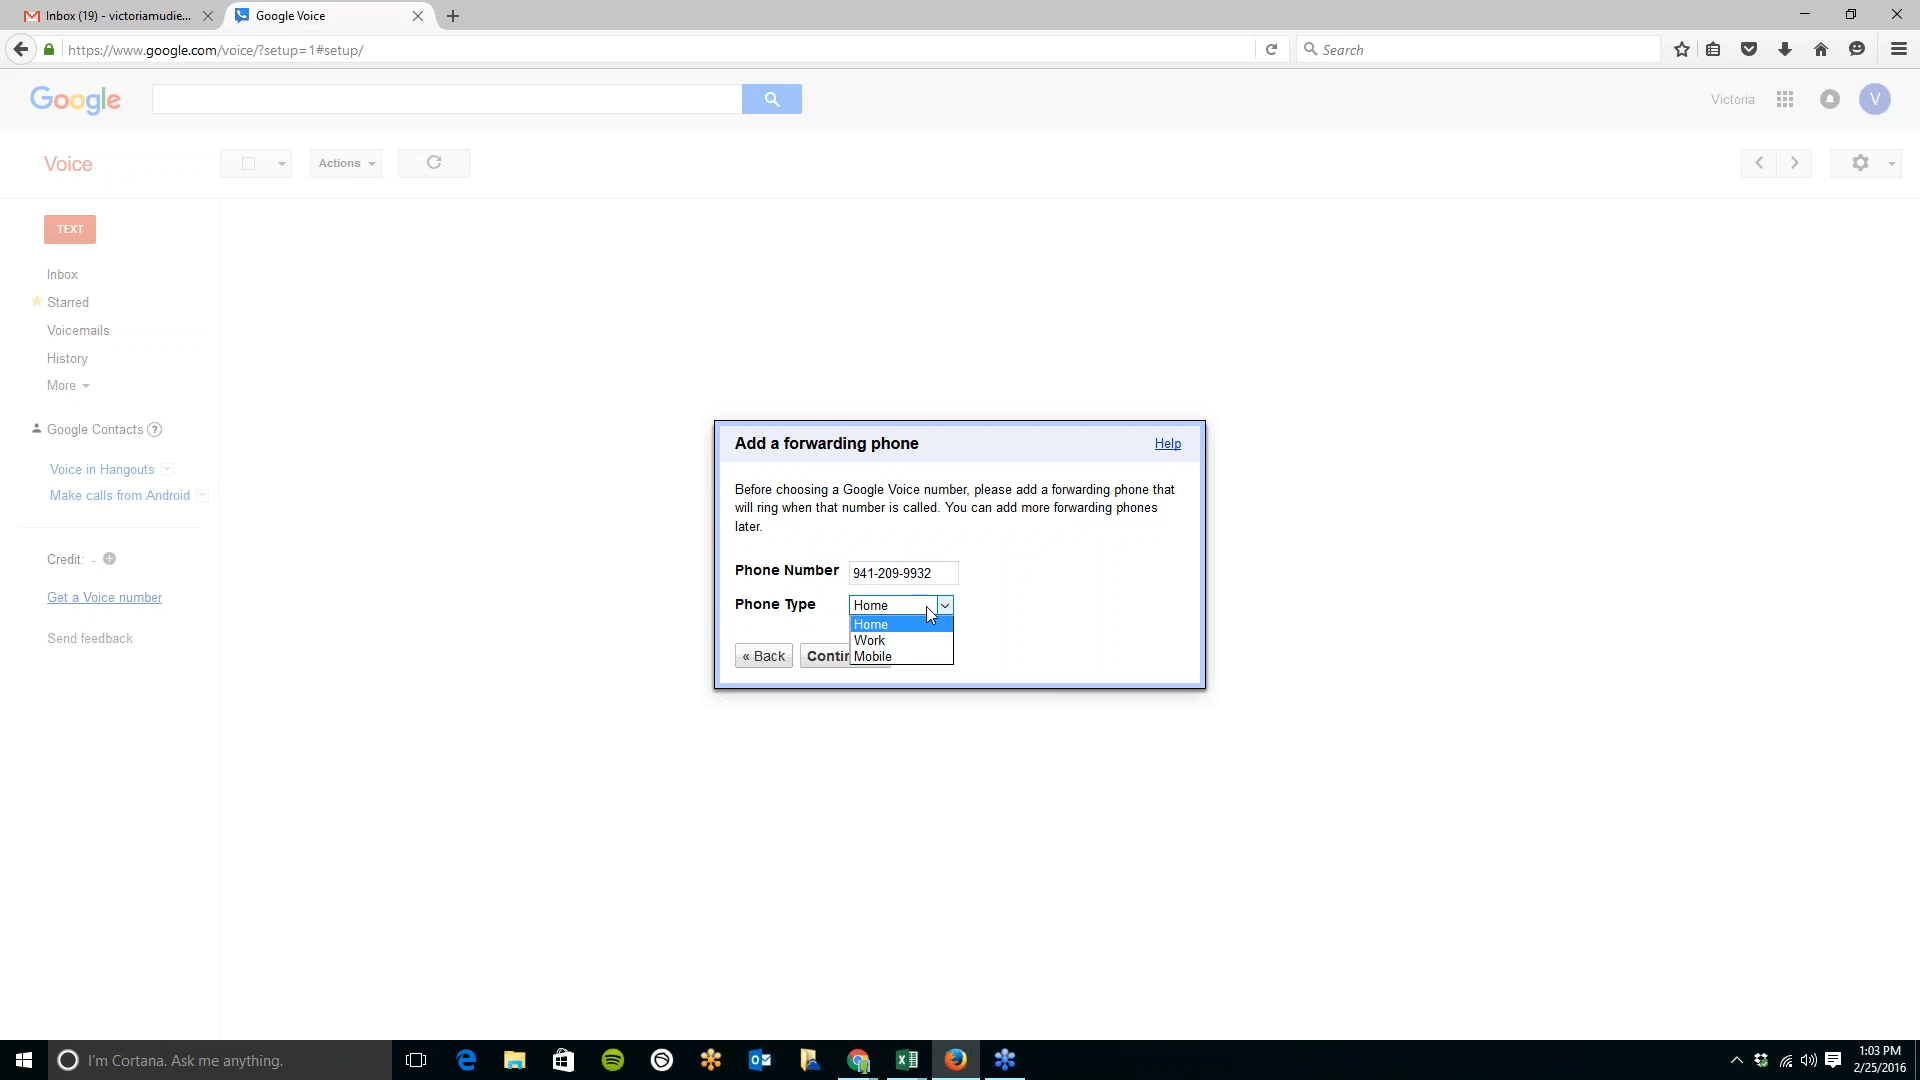 Inbox (19) - victoriamudie...
Google Voice
https://www.google.com/voice/?setup=1#setup/
Search
Google
Victoria
V
Voice
Actions
TEXT
Inbox
Starred
Voicemails
History
More
Google Contacts ?
Voice in Hangouts
Make calls from Android
Credit: -
Get a Voice number
Send feedback
Add a forwarding phone
Help
Before choosing a Google Voice number, please add a forwarding phone that
will ring when that number is called. You can add more forwarding phones
later.
Phone Number 941-209-9932
Phone Type Home
Home
Work
Mobile
« Back
Contin
I'm Cortana. Ask me anything.
1:03 PM
2/25/2016